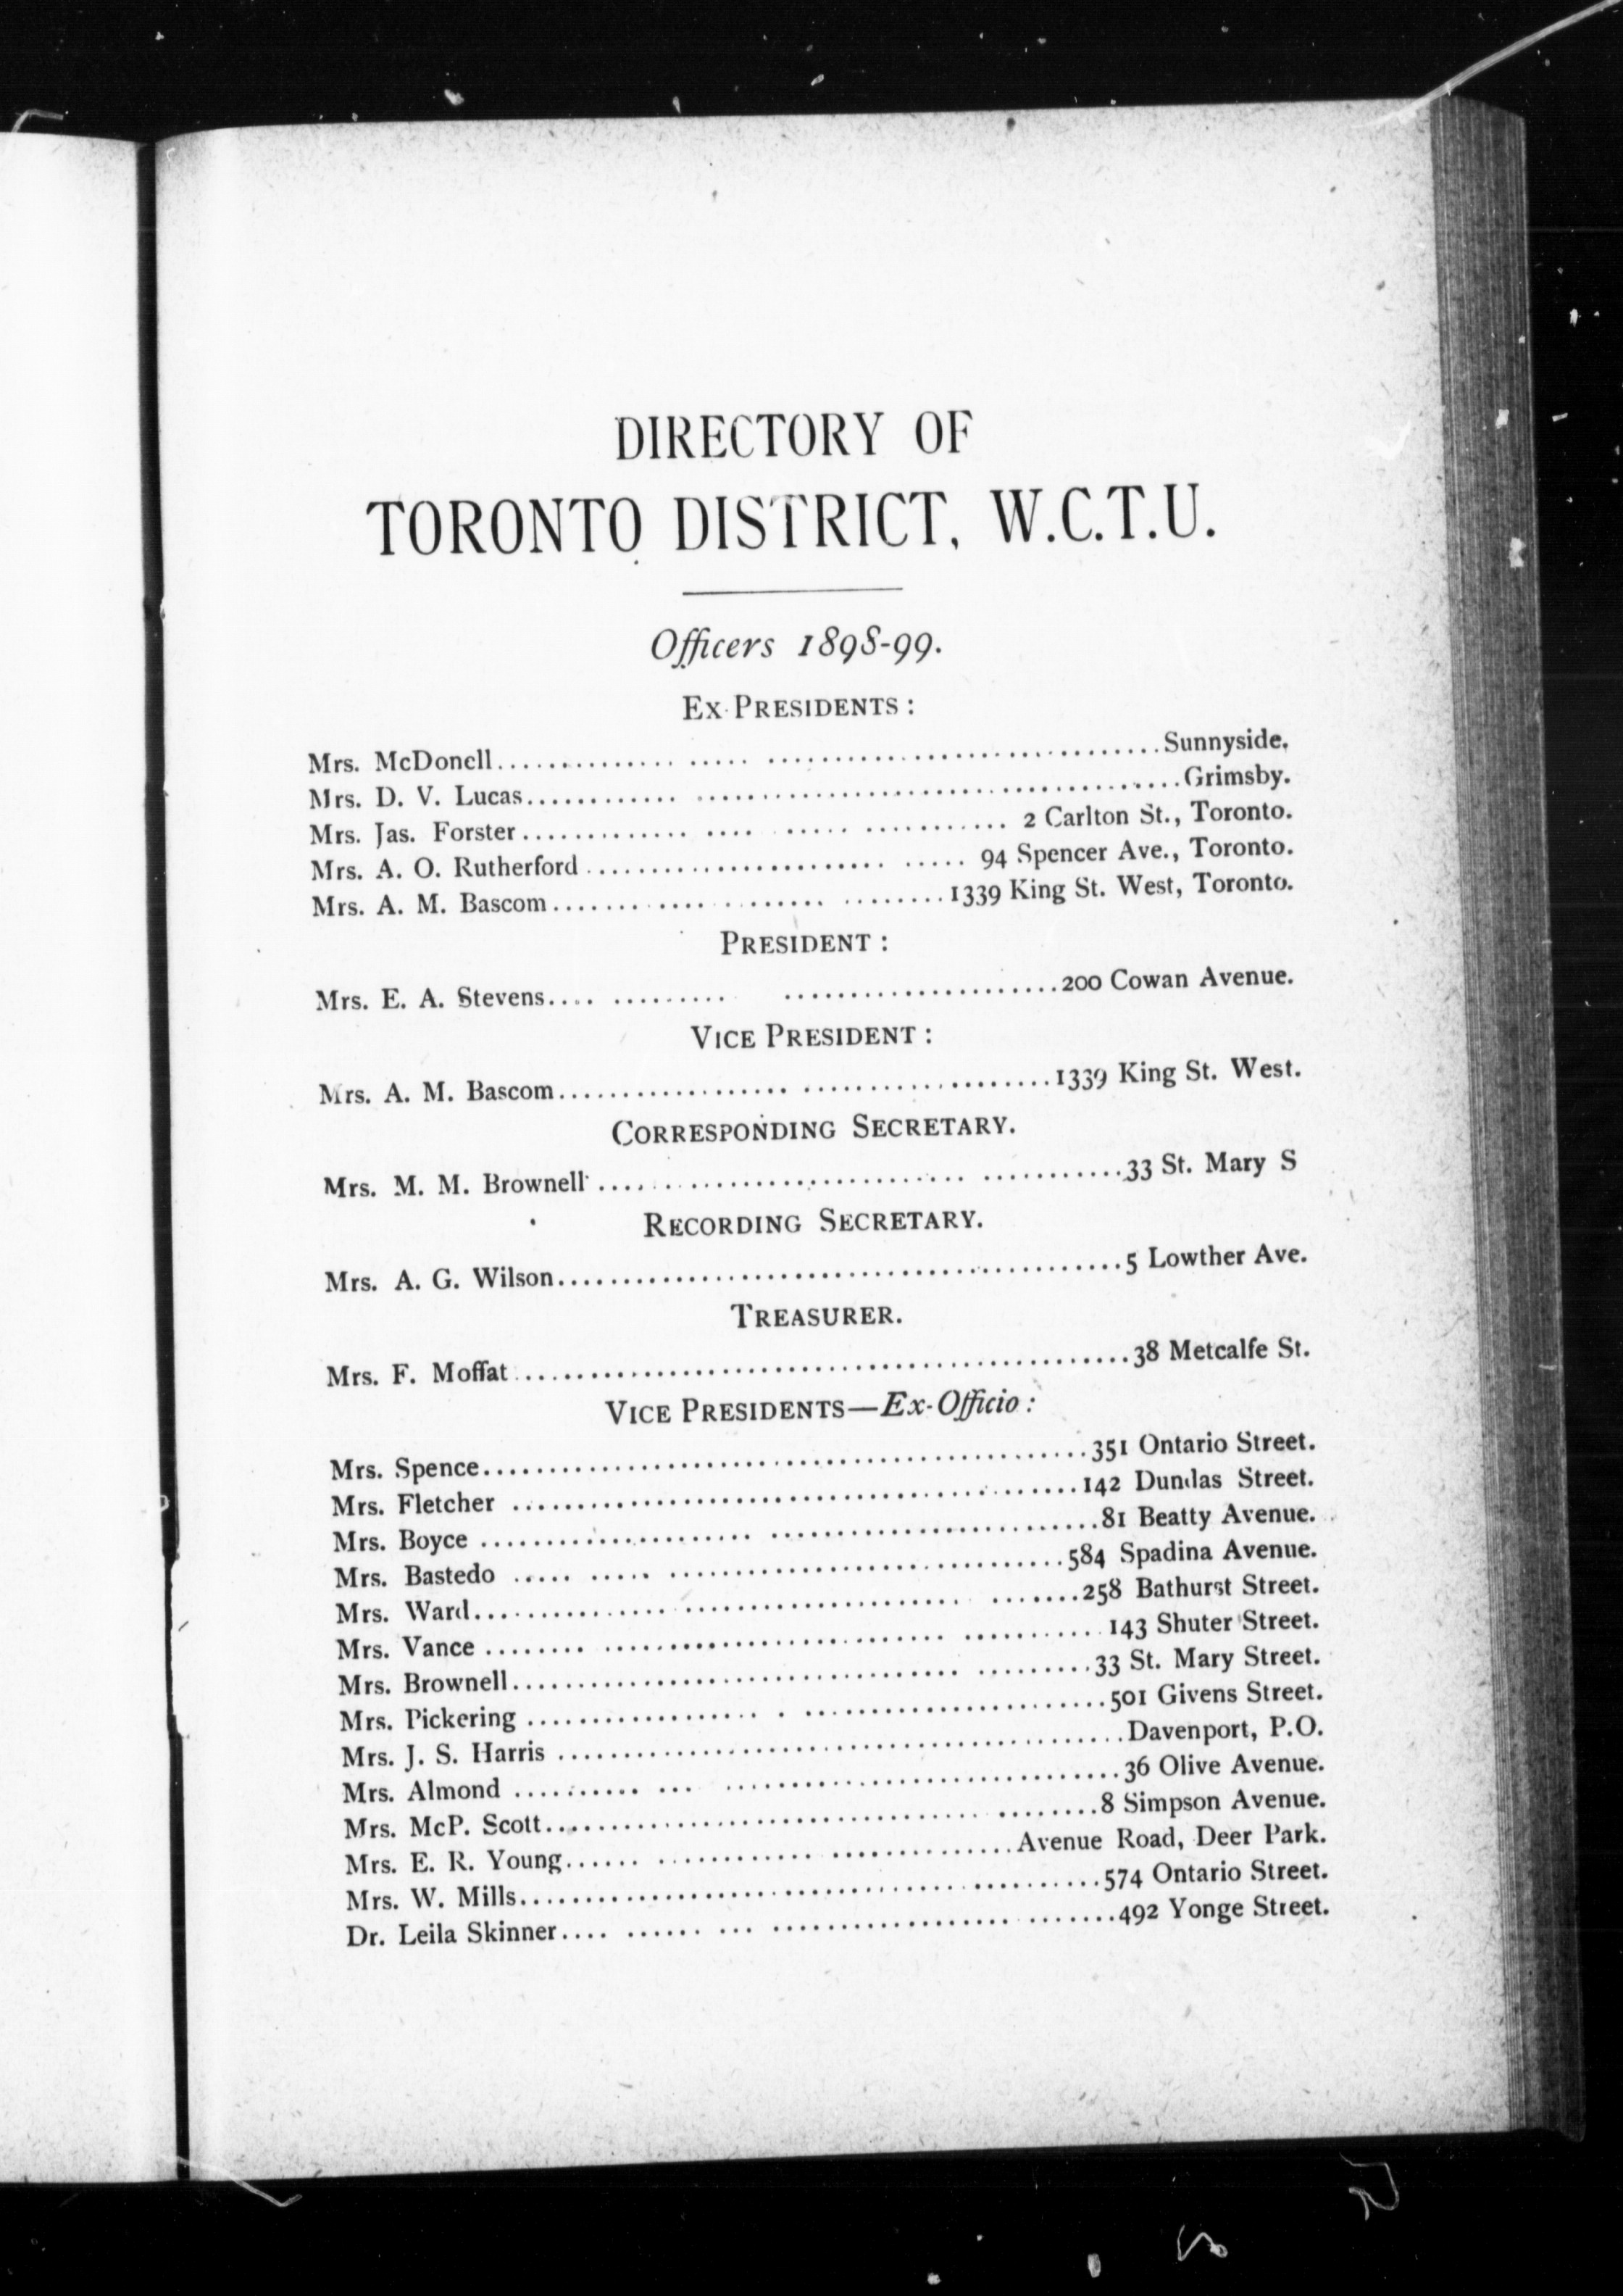 DIRECTORY OF
TORONTO DISTRICT, W.C.T.U.
Officers 1898-99.
EX-PRESIDENTS :
Mrs. McDonell..........Sunnyside.
Mrs. D. V. Lucas..........Grimsby.
Mrs. Jas. Forster..........2 Carlton St., Toronto.
Mrs. A. O. Rutherford..........94 Spencer Ave., Toronto.
Mrs. A. M. Bascom..........1339 King St. West, Toronto.
PRESIDENT :
Mrs. E. A. Stevens..........200 Cowan Avenue.
VICE PRESIDENT :
Mrs. A. M. Bascom..........1339 King St. West.
CORRESPONDING SECRETARY.
Mrs. M. M. Brownell..........33 St. Mary S
RECORDING SECRETARY.
Mrs. A. G. Wilson..........5 Lowther Ave.
TREASURER.
Mrs. F. Moffat..........38 Metcalfe St.
VICE PRESIDENTS—Ex-Officio :
Mrs. Spence..........351 Ontario Street.
Mrs. Fletcher..........142 Dundas Street.
Mrs. Boyce..........81 Beatty Avenue.
Mrs. Bastedo..........584 Spadina Avenue.
Mrs. Ward..........258 Bathurst Street.
Mrs. Vance..........143 Shuter Street.
Mrs. Brownell..........33 St. Mary Street.
Mrs. Pickering..........501 Givens Street.
Mrs. J. S. Harris..........Davenport, P.O.
Mrs. Almond..........36 Olive Avenue.
Mrs. McP. Scott..........8 Simpson Avenue.
Mrs. E. R. Young..........Avenue Road, Deer Park.
Mrs. W. Mills..........574 Ontario Street.
Dr. Leila Skinner..........492 Yonge Street.